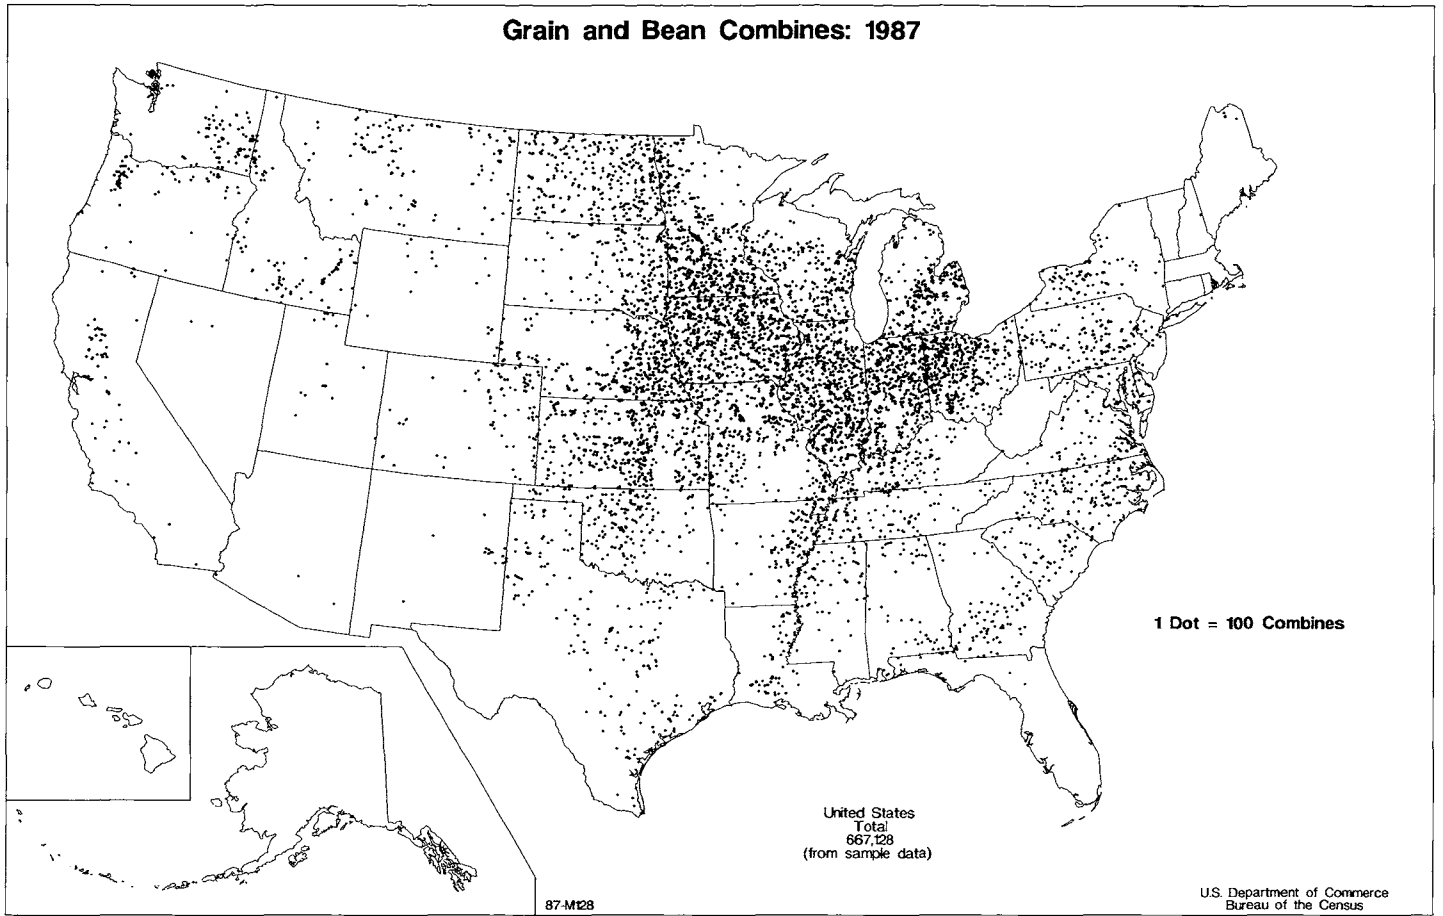 Grain and Bean Combines: 1987
1 Dot = 100 Combines
United States
Total
667,128
(from sample data)
87-M128
U.S. Department of Commerce
Bureau of the Census